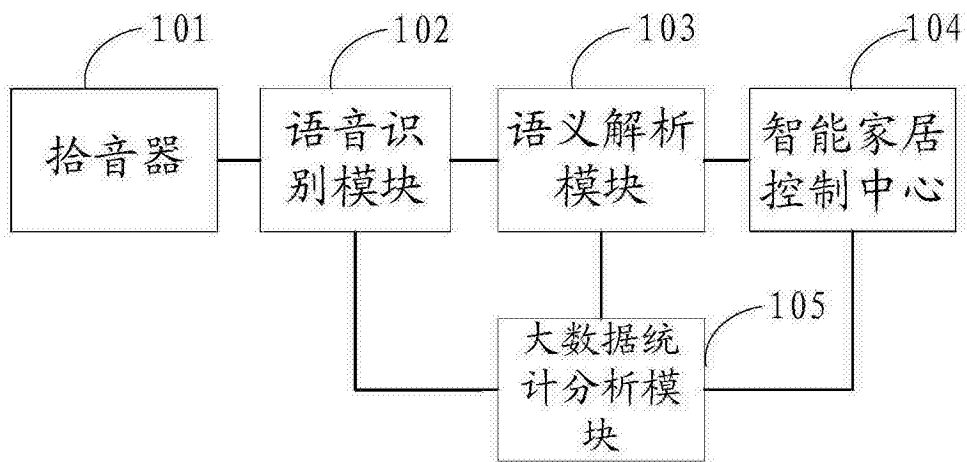 101
102
103
104
拾音器
语音识
别模块
语义解析
模块
智能家居
控制中心
105
大数据统
计分析模
块